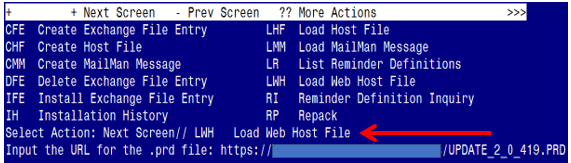 + + Next Screen - Prev Screen ?? More Actions >>>
CFE Create Exchange File Entry LHF Load Host File
CHF Create Host File LMM Load MailMan Message
CMM Create MailMan Message LR List Reminder Definitions
DFE Delete Exchange File Entry LWH Load Web Host File
IFE Install Exchange File Entry RI Reminder Definition Inquiry
IH Installation History RP Repack
Select Action: Next Screen// LWH Load Web Host File
Input the URL for the .prd file: https:// /UPDATE_2_0_419.PRD